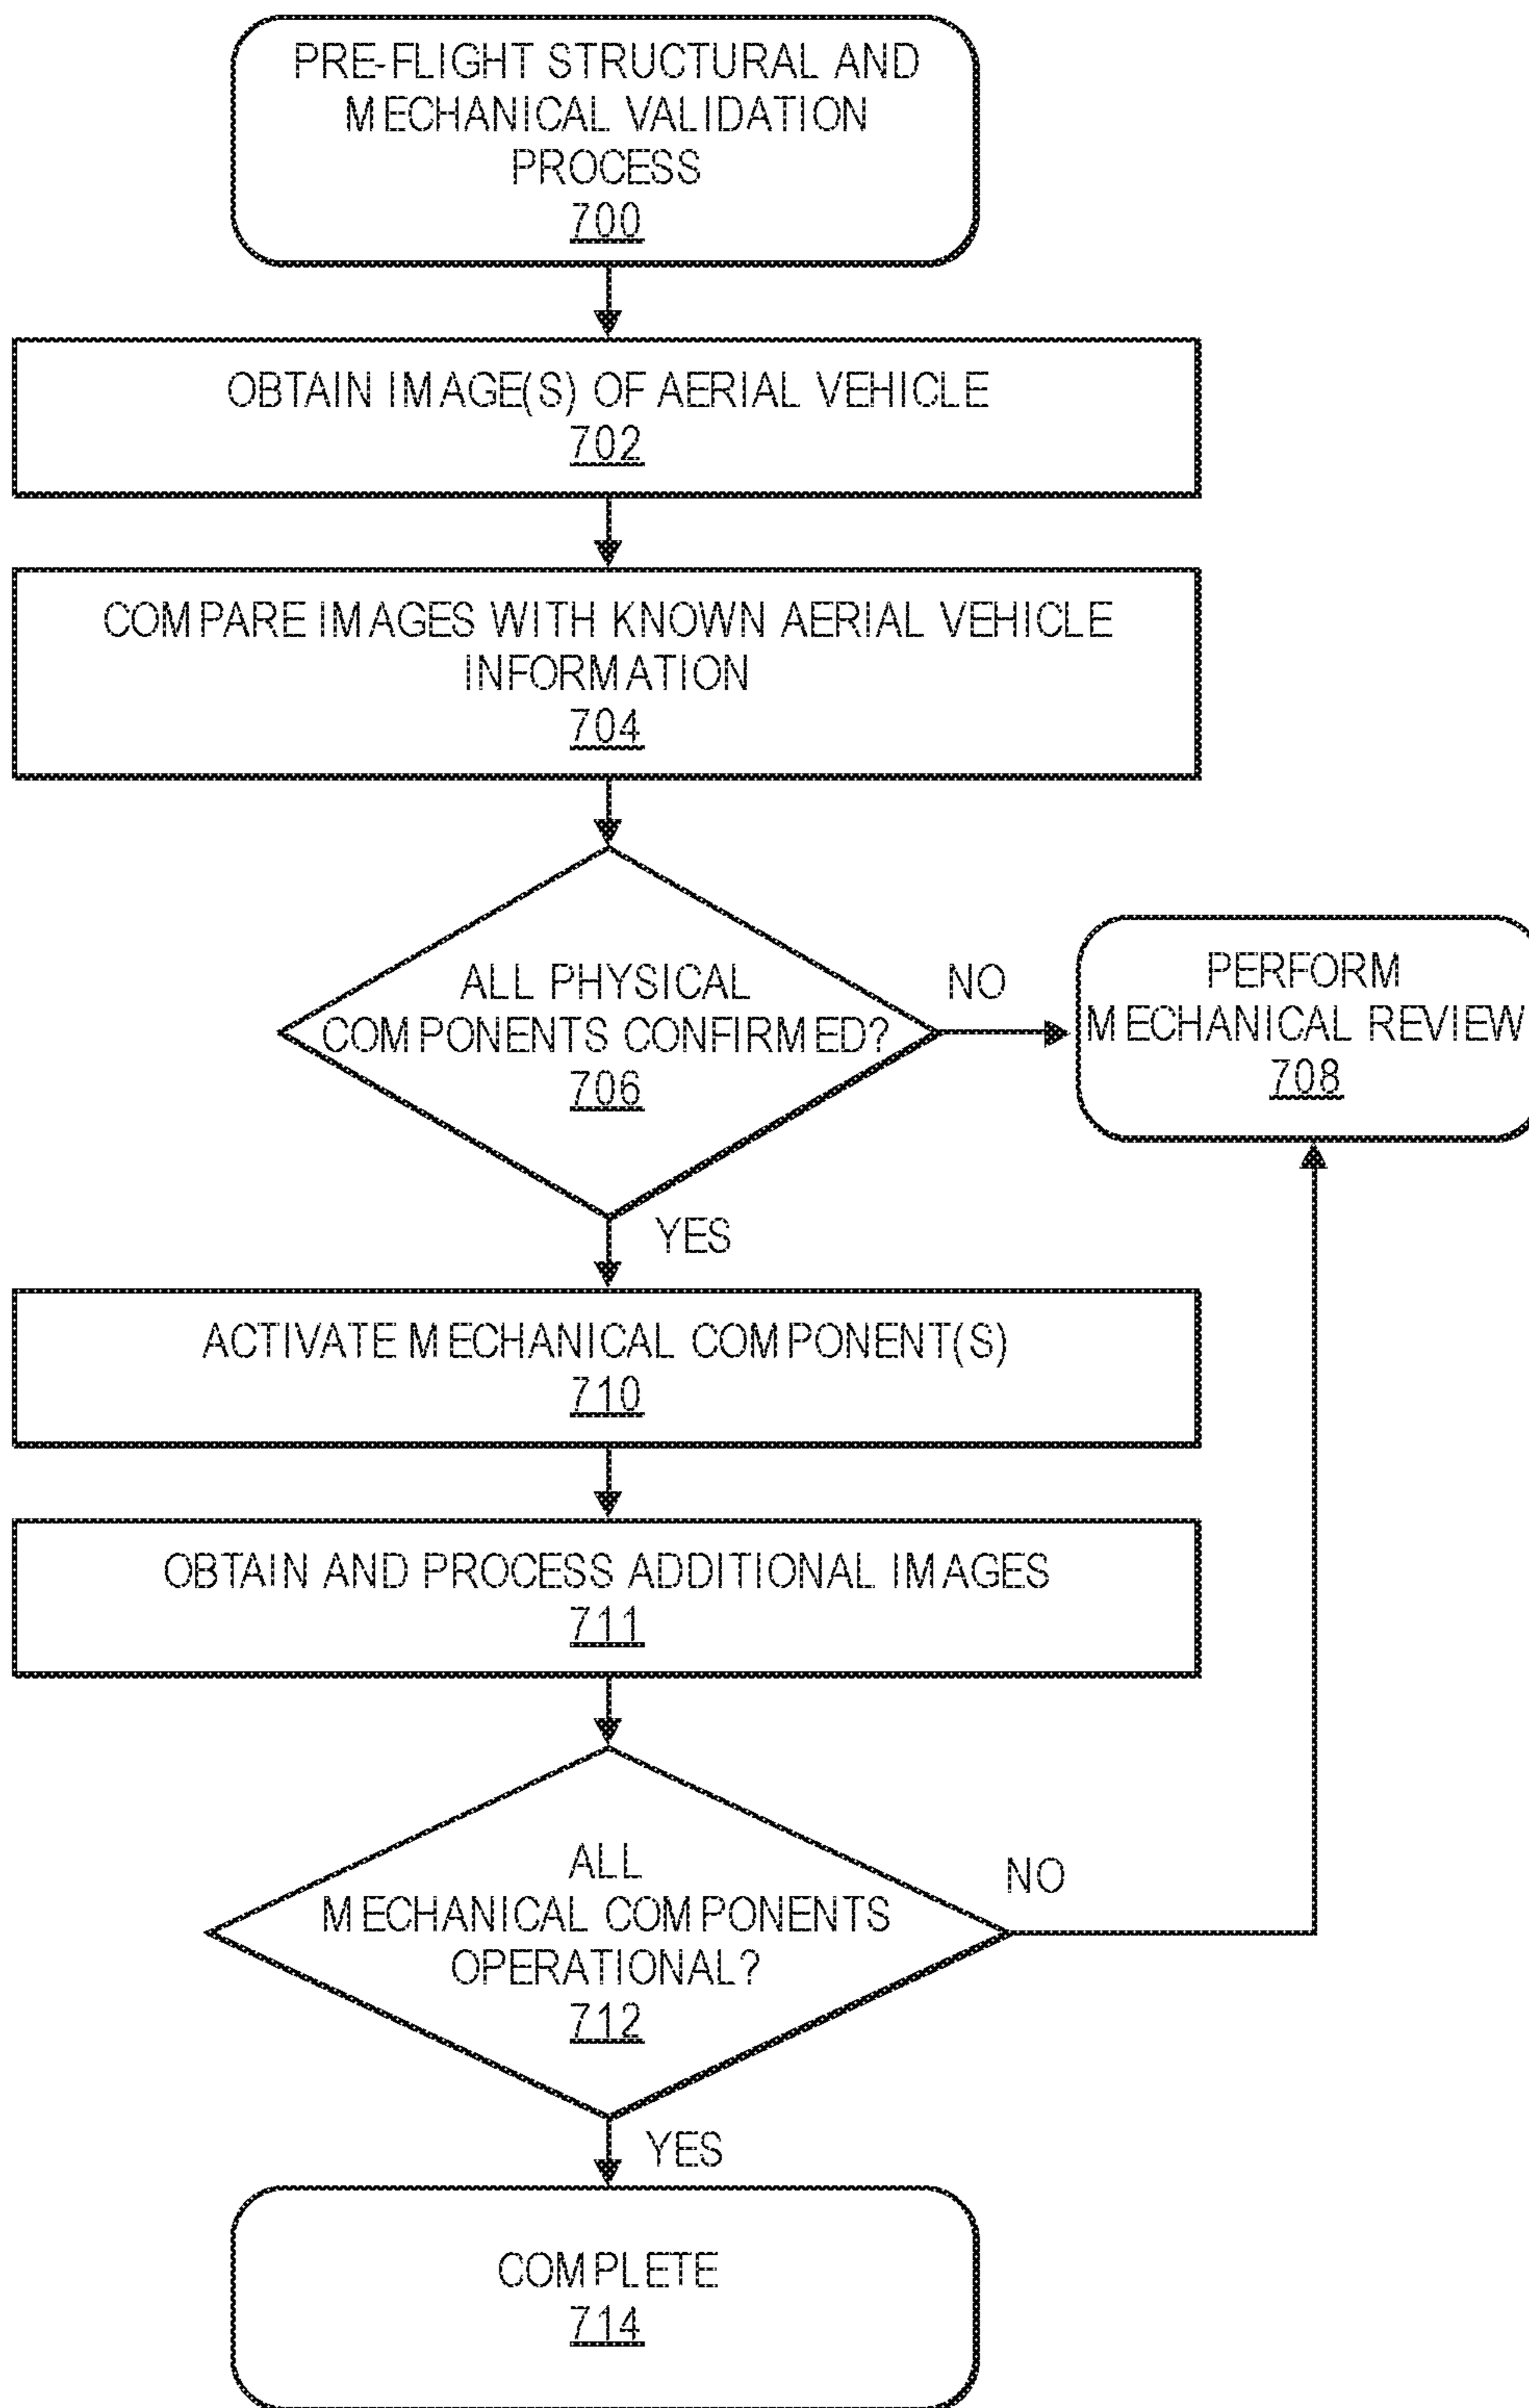 PRE-FLIGHT STRUCTURAL AND
MECHANICAL VALIDATION
PROCESS
700
OBTAIN IMAGE(S) OF AERIAL VEHICLE
702
COMPARE IMAGES WITH KNOWN AERIAL VEHICLE
INFORMATION
704
ALL PHYSICAL
COMPONENTS CONFIRMED?
706
NO
PERFORM
MECHANICAL REVIEW
708
YES
ACTIVATE MECHANICAL COMPONENT(S)
710
OBTAIN AND PROCESS ADDITIONAL IMAGES
711
ALL
MECHANICAL COMPONENTS
OPERATIONAL?
712
NO
YES
COMPLETE
714